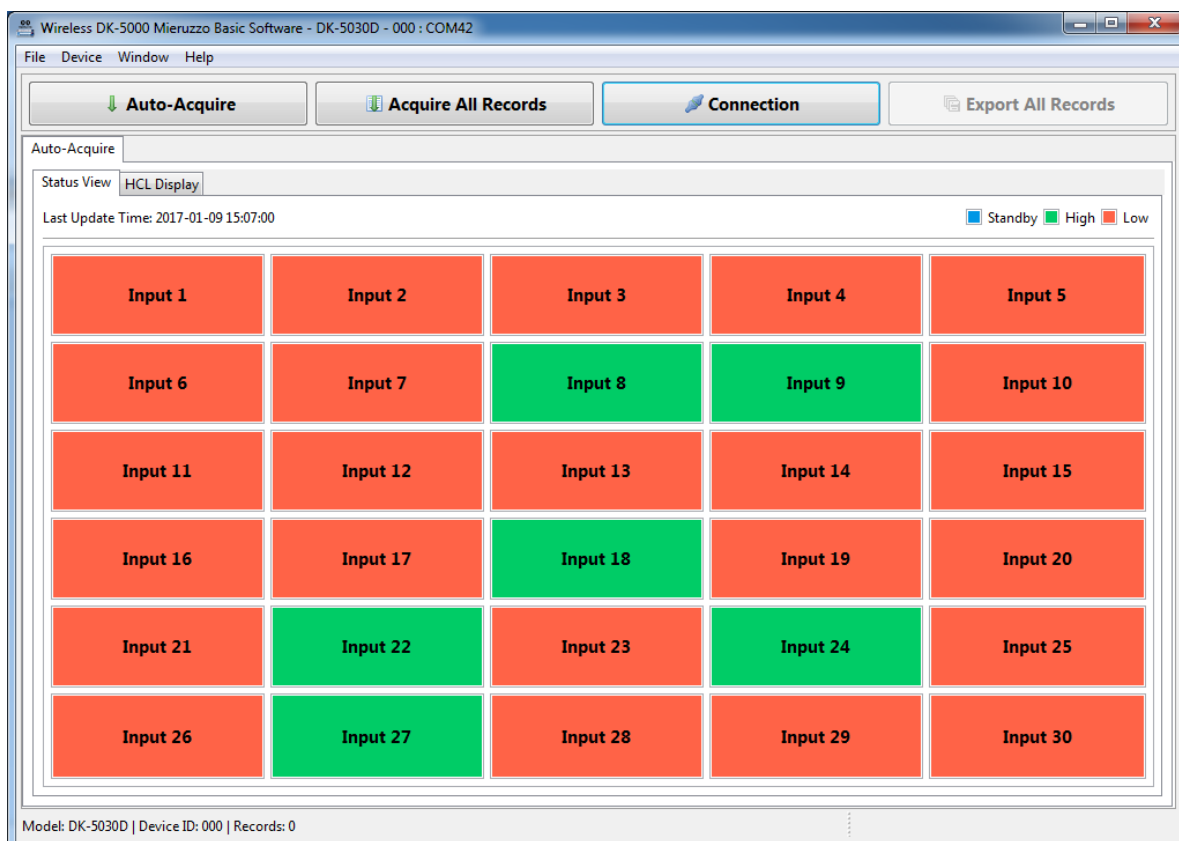 Wireless DK-5000 Mieruzzo Basic Software - DK-5030D - 000 : COM42
File Device Window Help
Auto-Acquire Acquire All Records Connection Export All Records
Auto-Acquire
Status View HCL Display
Last Update Time: 2017-01-09 15:07:00 Standby High Low
Input 1 Input 2 Input 3 Input 4 Input 5
Input 6 Input 7 Input 8 Input 9 Input 10
Input 11 Input 12 Input 13 Input 14 Input 15
Input 16 Input 17 Input 18 Input 19 Input 20
Input 21 Input 22 Input 23 Input 24 Input 25
Input 26 Input 27 Input 28 Input 29 Input 30
Model: DK-5030D | Device ID: 000 | Records: 0